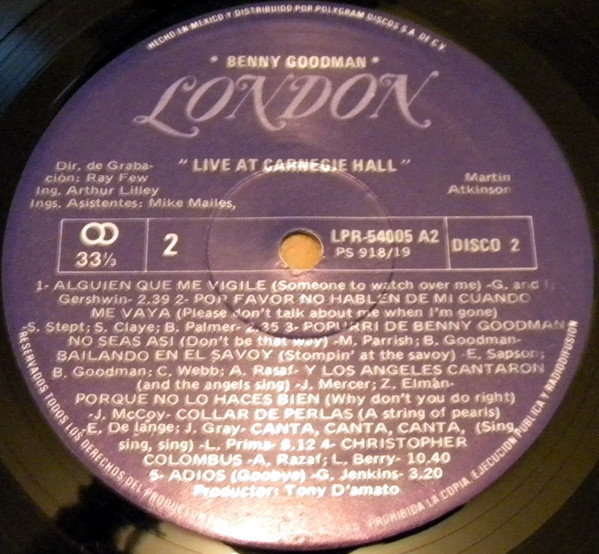 HECHO EN MEXICO Y DISTRIBUIDO POR POLYGRAM DISCOS S.A. DE C.V.
* BENNY GOODMAN *
LONDON
"LIVE AT CARNEGIE HALL"
Dir. de Graba-
ción; Ray Few
Ing. Arthur Lilley
Ings. Asistentes: Mike Mailes,
Martin
Atkinson
33⅓
2
LPR-54005 A2
PS 918/19
DISCO 2
1- ALGUIEN QUE ME VIGILE (Someone to watch over me) -G. and I;
Gershwin- 2.39 2- POR FAVOR NO HABLEN DE MI CUANDO
ME VAYA (Please don't talk about me when I'm gone)
-S. Stept; S. Claye; B. Palmer- 2.35 3- POPURRI DE BENNY GOODMAN
NO SEAS ASI (Don't be that way) -M. Parrish; B. Goodman-
BAILANDO EN EL SAVOY (Stompin' at the savoy) - E. Sapson;
B. Goodman; C. Webb; A. Rasaf- Y LOS ANGELES CANTARON
(and the angels sing) - J. Mercer; Z. Elmán-
PORQUE NO LO HACES BIEN (Why don't you do right)
-J. McCoy- COLLAR DE PERLAS (A string of pearls)
-E. De lange; J. Gray- CANTA, CANTA, CANTA, (Sing,
sing, sing) -L. Prima- 8.12 4- CHRISTOPHER
COLOMBUS -A. Razaf; L. Berry- 10.40
5- ADIOS (Goobye) -G. Jenkins- 3,20
Productor: Tony D'amato
RESERVADOS TODOS LOS DERECHOS DEL PRODUCTOR
PROHIBIDA LA COPIA, EJECUCION PUBLICA Y RADIODIFUSION